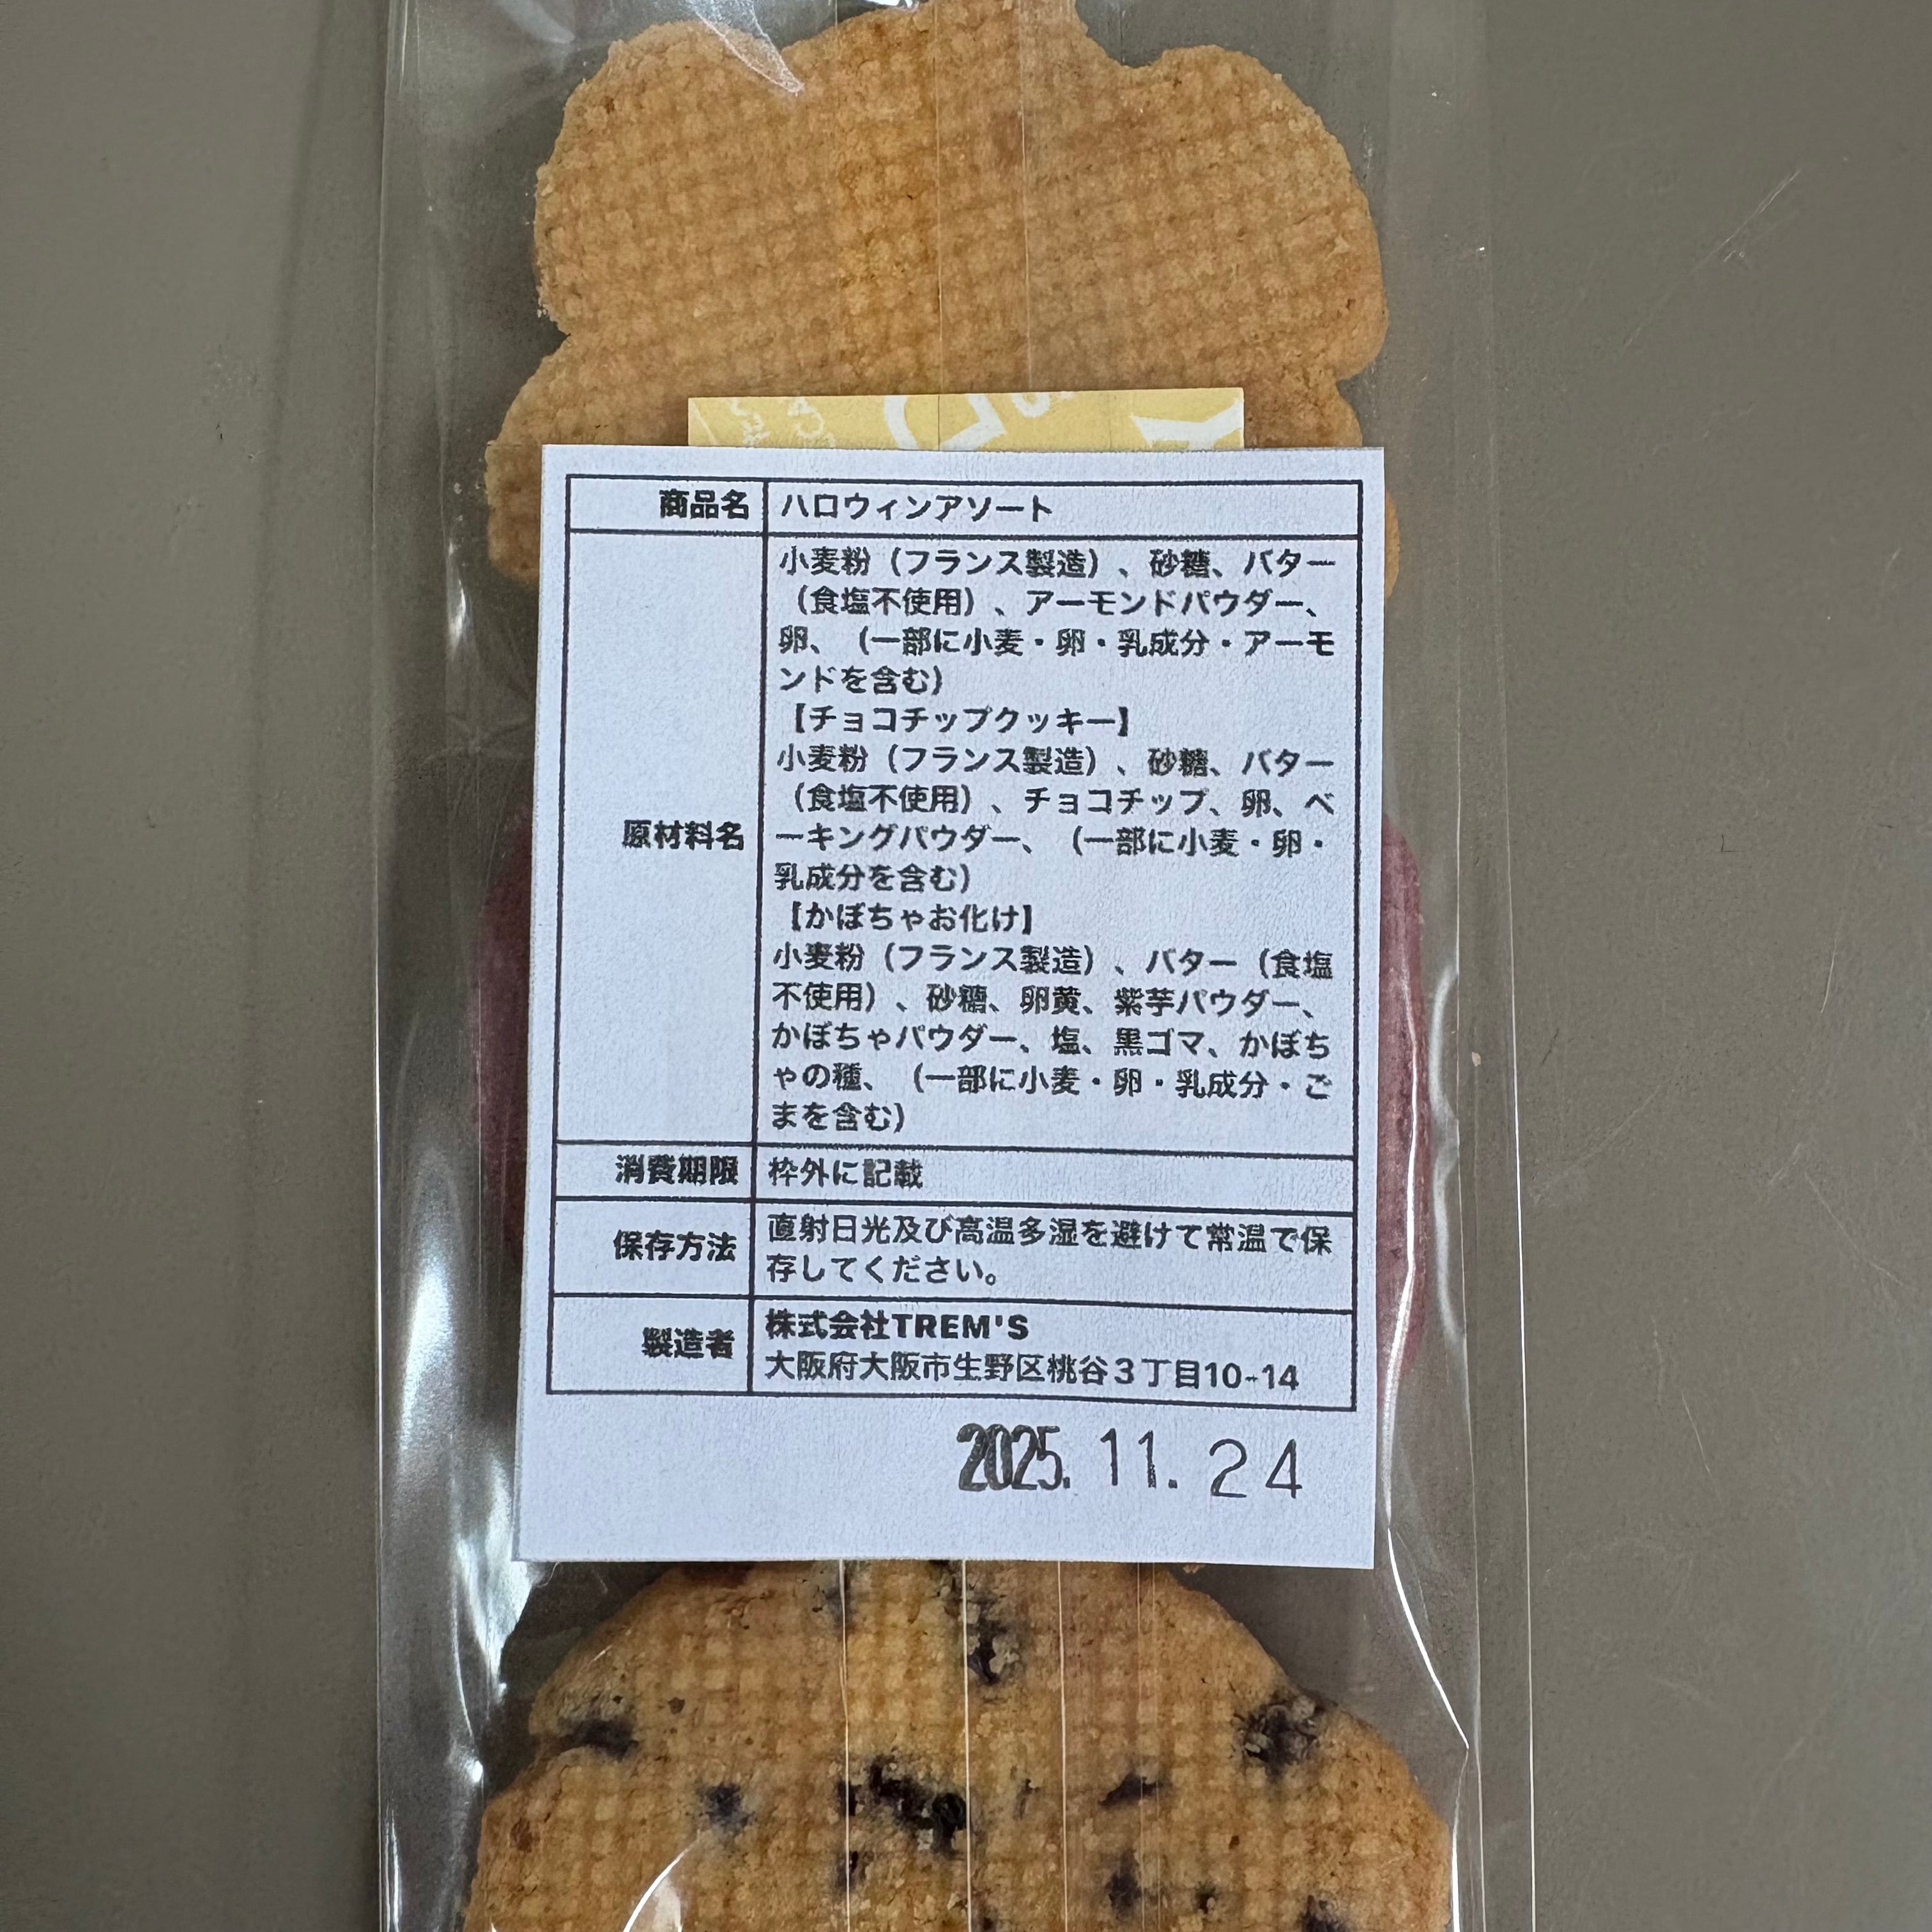 商品名 ハロウィンアソート
原材料名
小麦粉（フランス製造）、砂糖、バター
（食塩不使用）、アーモンドパウダー、
卵、（一部に小麦・卵・乳成分・アーモ
ンドを含む）
【チョコチップクッキー】
小麦粉（フランス製造）、砂糖、バター
（食塩不使用）、チョコチップ、卵、ベ
ーキングパウダー、（一部に小麦・卵・
乳成分を含む）
【かぼちゃお化け】
小麦粉（フランス製造）、バター（食塩
不使用）、砂糖、卵黄、紫芋パウダー、
かぼちゃパウダー、塩、黒ゴマ、かぼち
ゃの種、（一部に小麦・卵・乳成分・ご
まを含む）
消費期限 枠外に記載
保存方法
直射日光及び高温多湿を避けて常温で保
存してください。
製造者
株式会社TREM'S
大阪府大阪市生野区桃谷３丁目10-14
2025.11.24